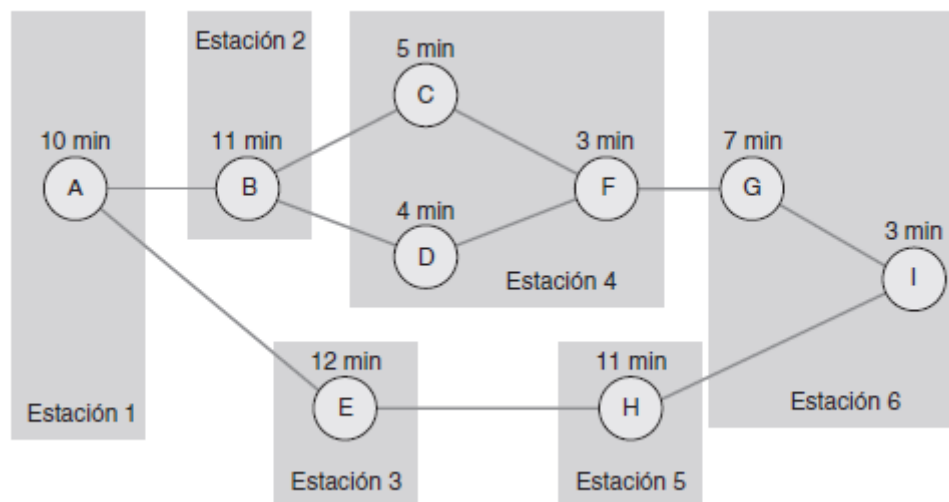 Estación 1
10 min
A
Estación 2
11 min
B
5 min
C
4 min
D
3 min
F
Estación 4
7 min
G
3 min
I
Estación 6
12 min
E
Estación 3
11 min
H
Estación 5